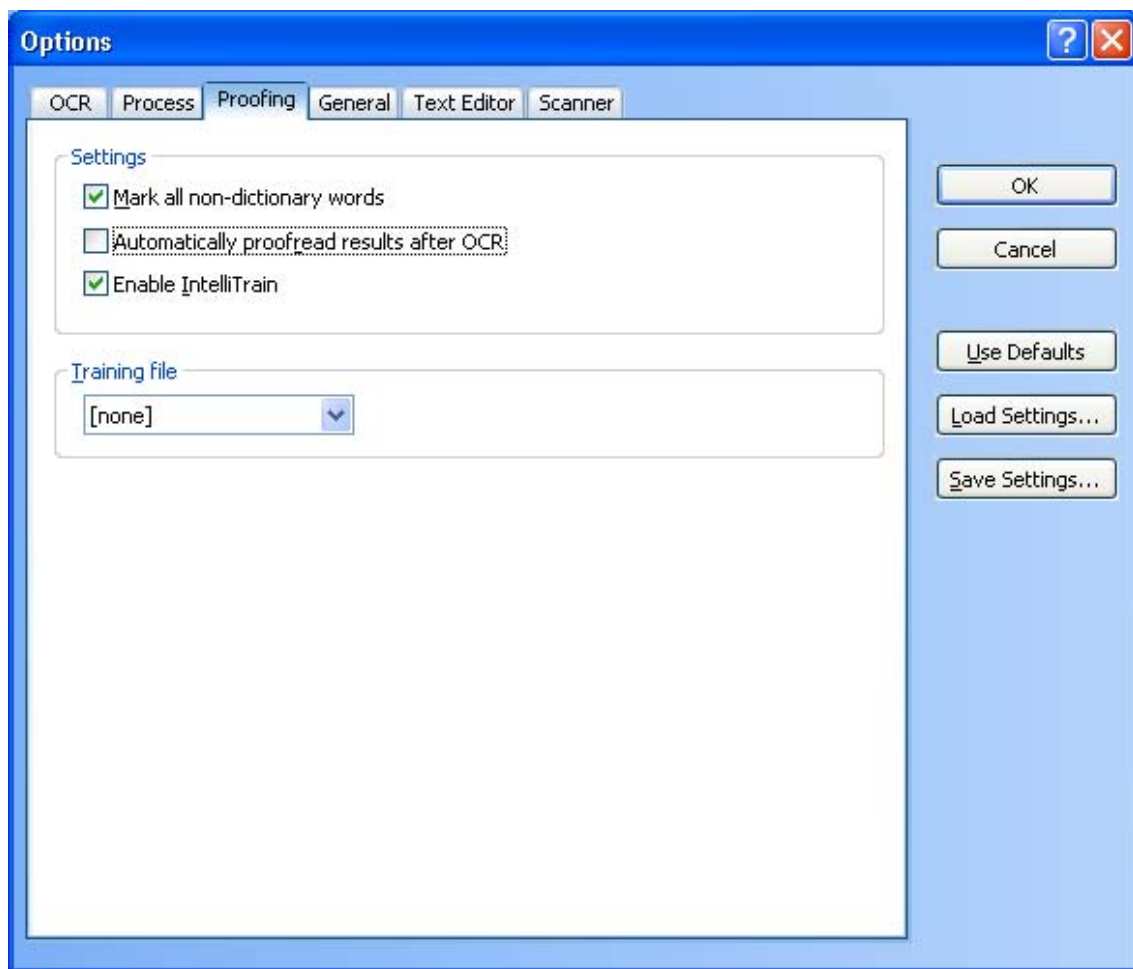 Options
OCR Process Proofing General Text Editor Scanner
Settings
Mark all non-dictionary words
Automatically proofread results after OCR
Enable IntelliTrain
Training file
[none]
OK
Cancel
Use Defaults
Load Settings...
Save Settings...